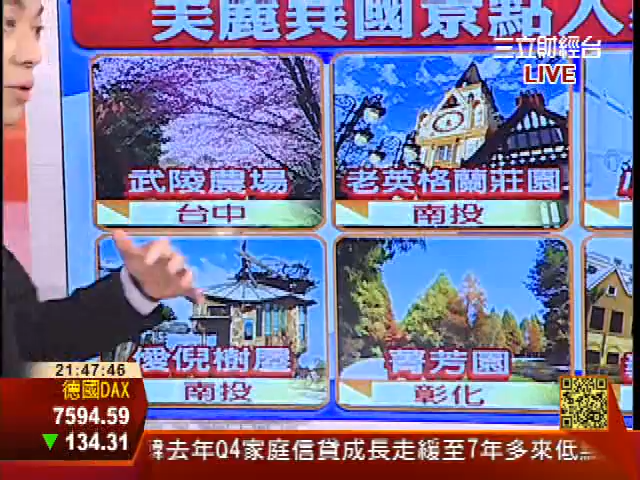 美麗異國景點大
三立財經台
LIVE
武陵農場
台中
老英格蘭莊園
南投
愛倪樹屋
南投
菁芳園
彰化
21:47:46
德國DAX
7594.59
▼134.31
去年Q4家庭信貸成長走緩至7年多來低